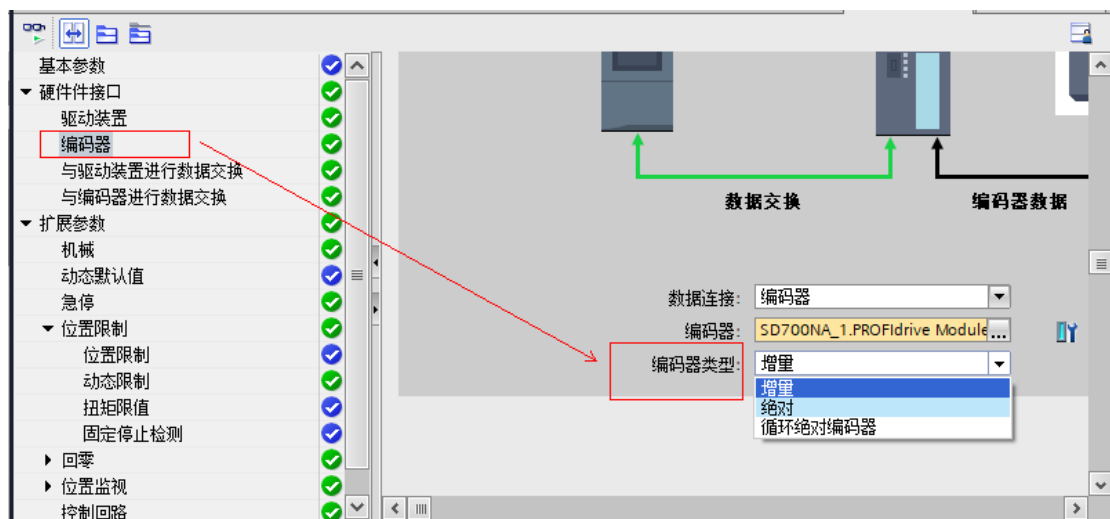 基本参数
硬件件接口
驱动装置
编码器
与驱动装置进行数据交换
与编码器进行数据交换
扩展参数
机械
动态默认值
急停
位置限制
位置限制
动态限制
扭矩限值
固定停止检测
回零
位置监视
控制回路
数据交换
编码器数据
数据连接: 编码器
编码器: SD700NA_1.PROFIdrive Module ...
编码器类型: 增量
增量
绝对
循环绝对编码器